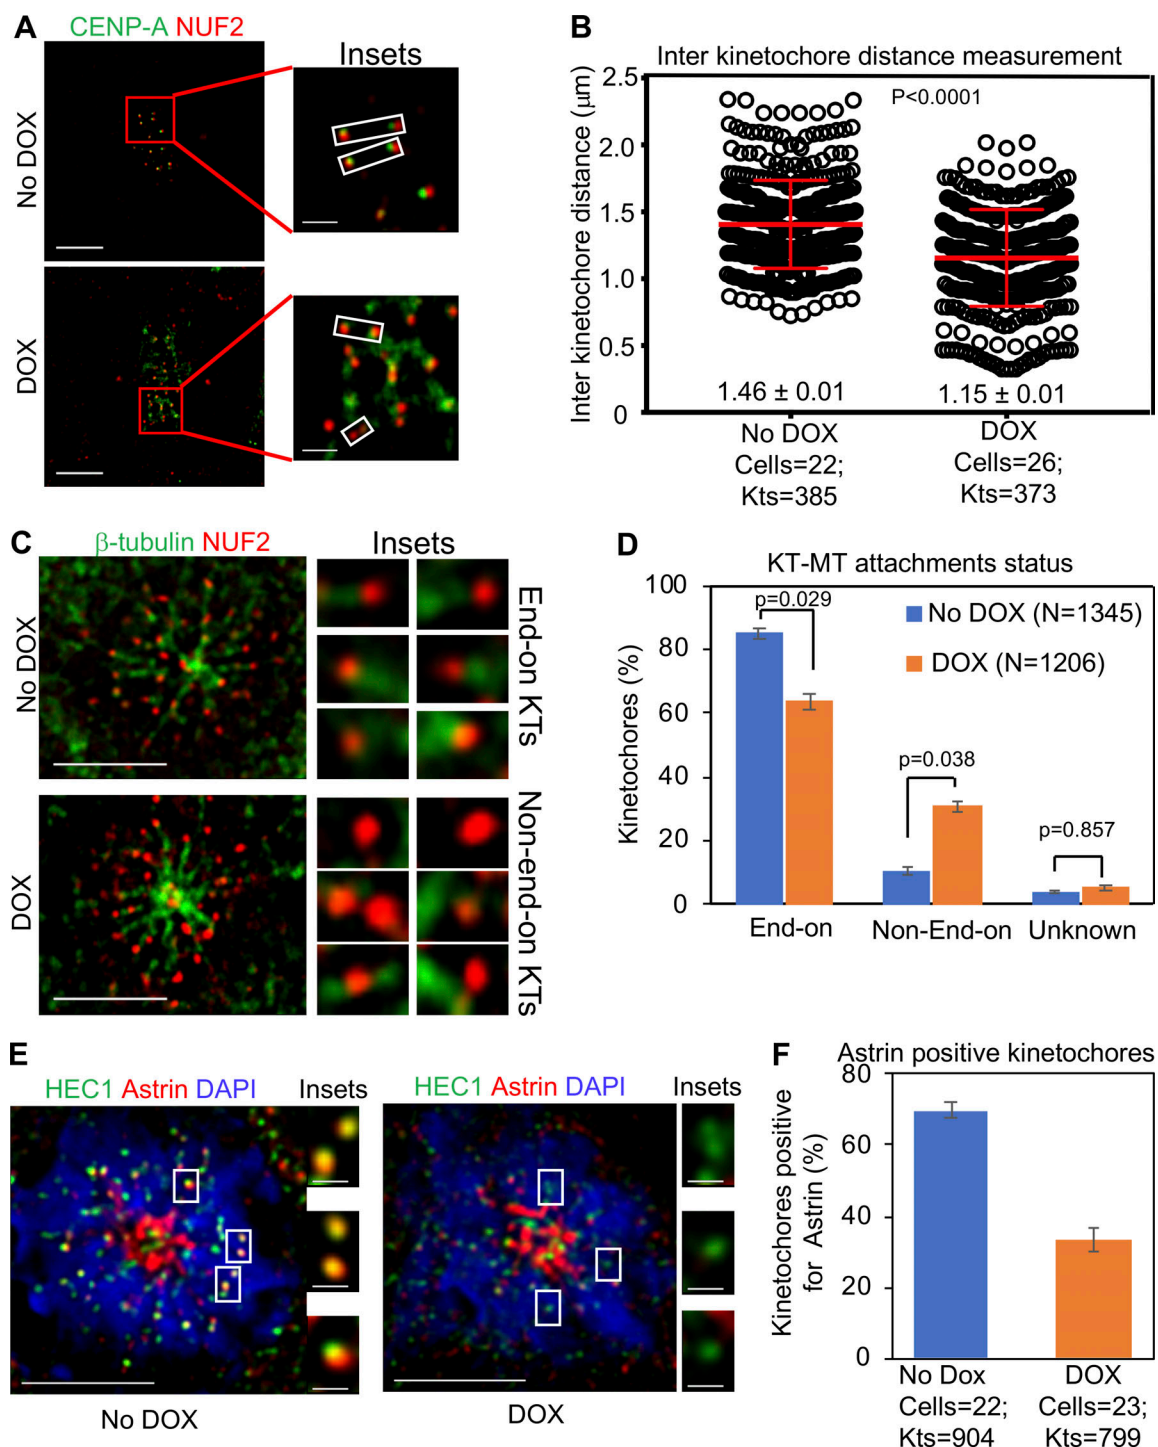 A
CENP-A NUF2
Insets
No DOX
DOX
B
Inter kinetochore distance measurement
Inter kinetochore distance (μm)
2.5
2.0
1.5
1.0
0.5
0
P<0.0001
1.46 ± 0.01
1.15 ± 0.01
No DOX
Cells=22;
Kts=385
DOX
Cells=26;
Kts=373
C
β-tubulin NUF2
Insets
No DOX
DOX
End-on KTs
Non-end-on KTs
D
KT-MT attachments status
Kinetochores (%)
100
80
60
40
20
0
p=0.029
p=0.038
p=0.857
No DOX (N=1345)
DOX (N=1206)
End-on
Non-End-on
Unknown
E
HEC1 Astrin DAPI
Insets
HEC1 Astrin DAPI
Insets
No DOX
DOX
F
Astrin positive kinetochores
Kinetochores positive
for Astrin (%)
80
60
40
20
0
No Dox
Cells=22;
Kts=904
DOX
Cells=23;
Kts=799